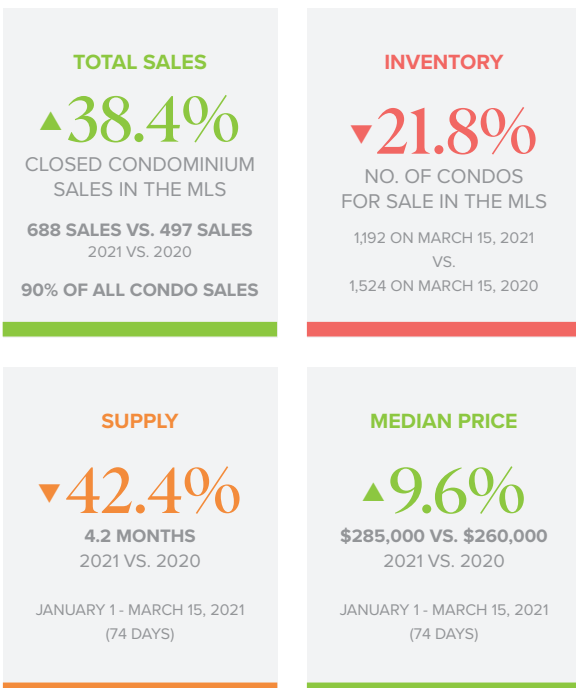 TOTAL SALES
▲38.4%
CLOSED CONDOMINIUM
SALES IN THE MLS
688 SALES VS. 497 SALES
2021 VS. 2020
90% OF ALL CONDO SALES
INVENTORY
▼21.8%
NO. OF CONDOS
FOR SALE IN THE MLS
1,192 ON MARCH 15, 2021
VS.
1,524 ON MARCH 15, 2020
SUPPLY
▼42.4%
4.2 MONTHS
2021 VS. 2020
JANUARY 1 - MARCH 15, 2021
(74 DAYS)
MEDIAN PRICE
▲9.6%
$285,000 VS. $260,000
2021 VS. 2020
JANUARY 1 - MARCH 15, 2021
(74 DAYS)